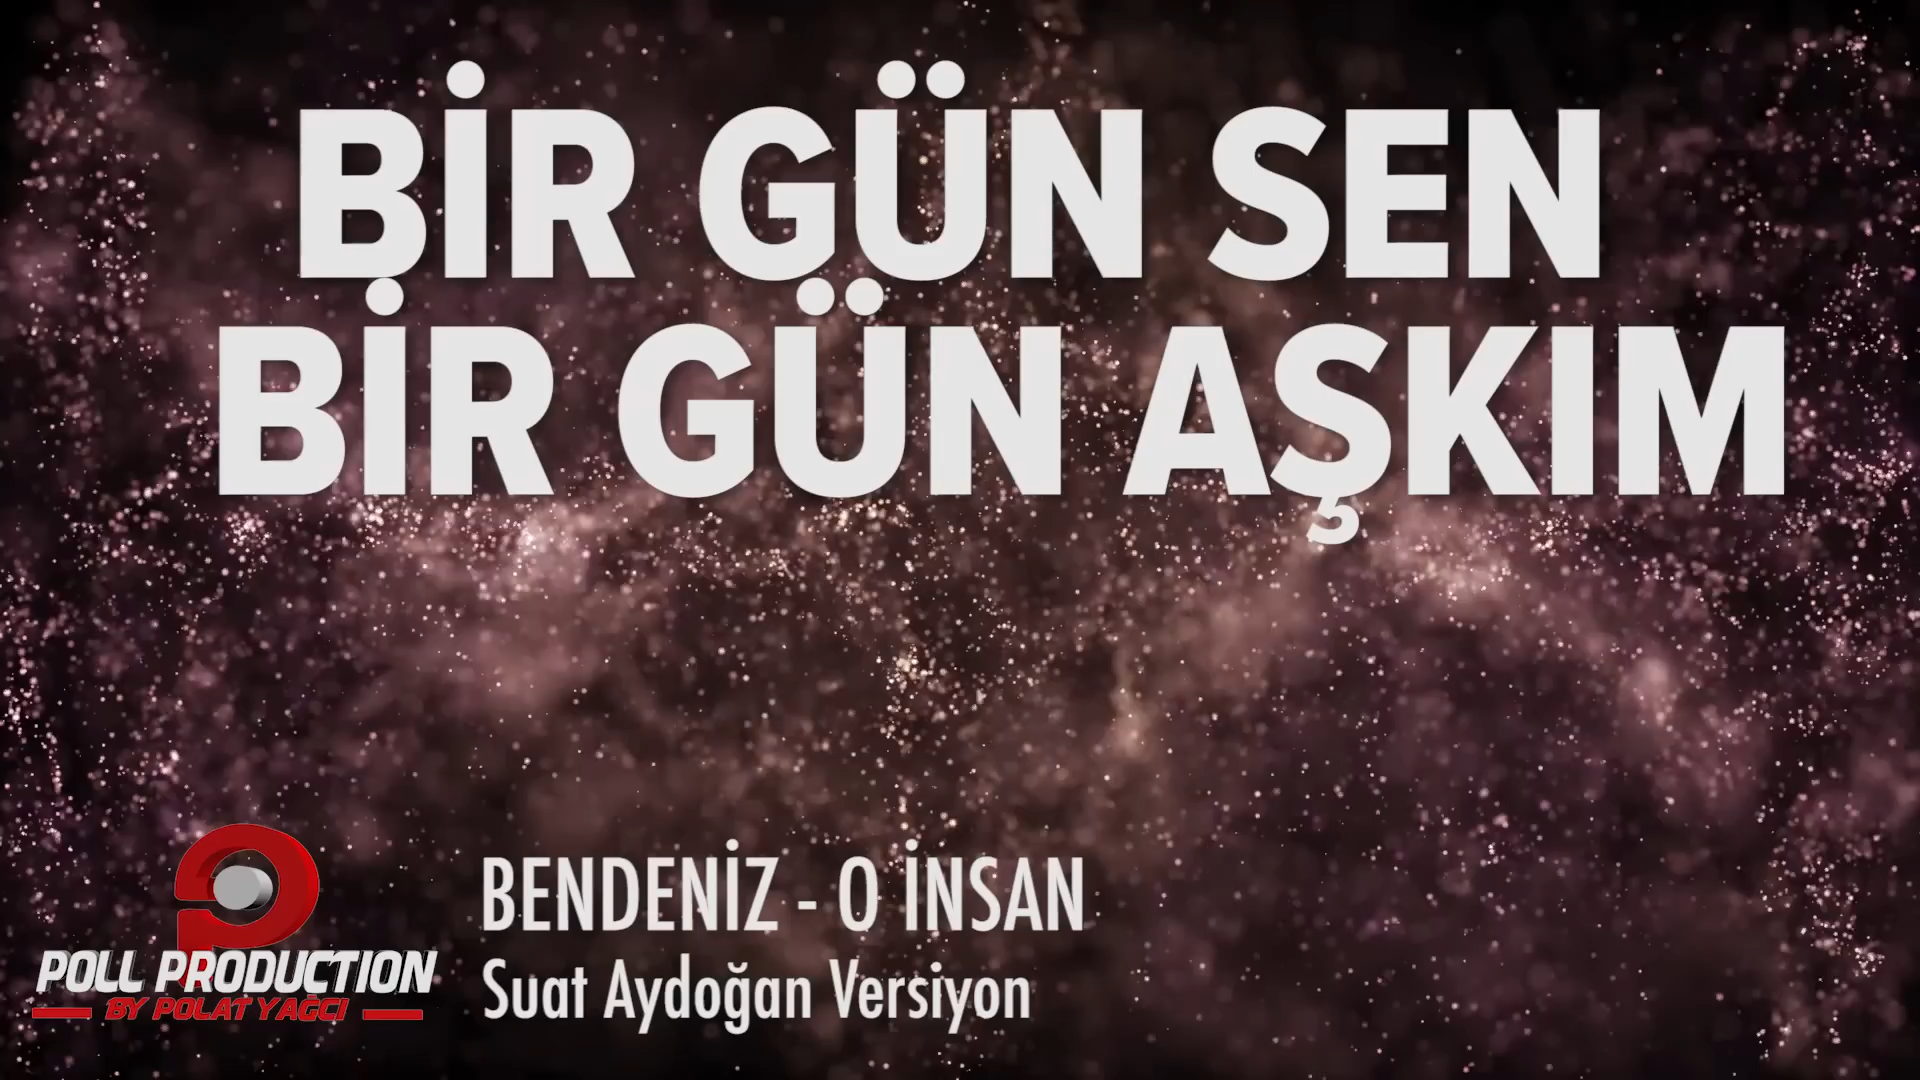 BİR GÜN SEN
BİR GÜN AŞKIM
BENDENİZ - O İNSAN
Suat Aydoğan Versiyon
POLL PRODUCTION
BY POLAT YAĞCI